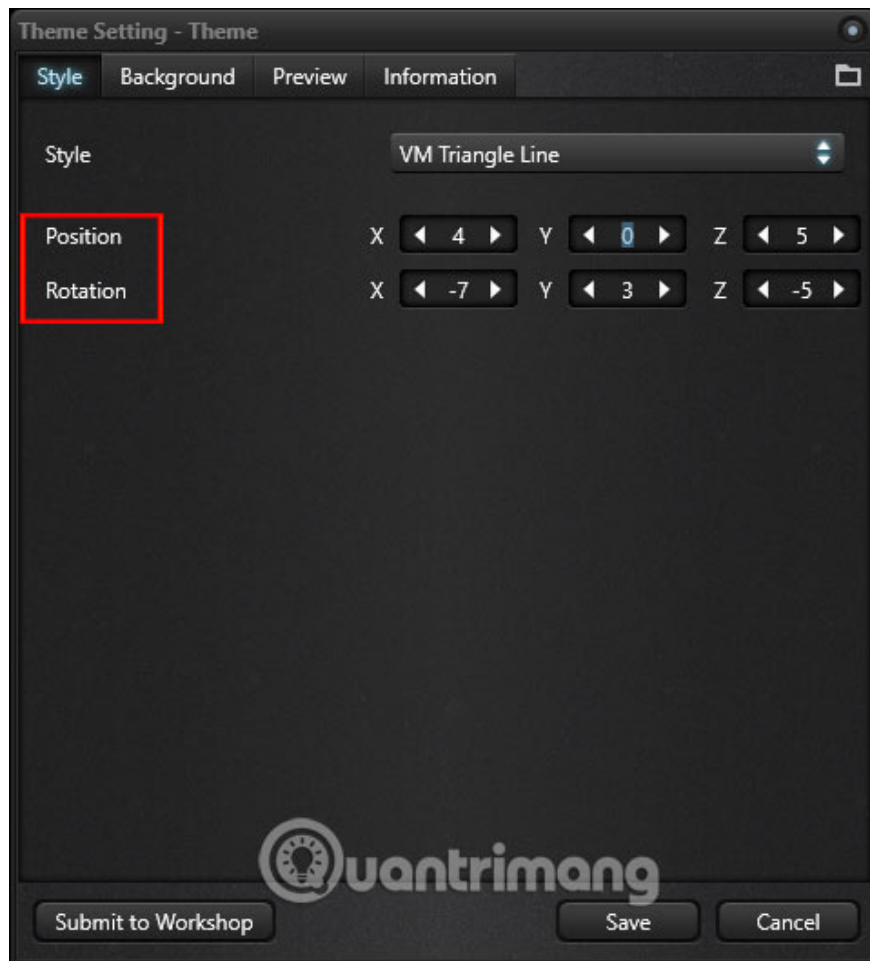 Theme Setting - Theme
Style Background Preview Information
Style VM Triangle Line
Position X 4 Y 0 Z 5
Rotation X -7 Y 3 Z -5
Quantrimang
Submit to Workshop Save Cancel